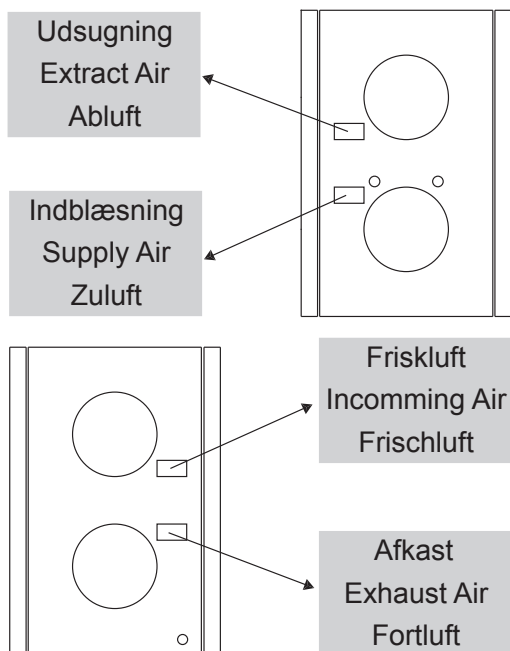 Udsugning
Extract Air
Abluft
Indblæsning
Supply Air
Zuluft
Friskluft
Incomming Air
Frischluft
Afkast
Exhaust Air
Fortluft